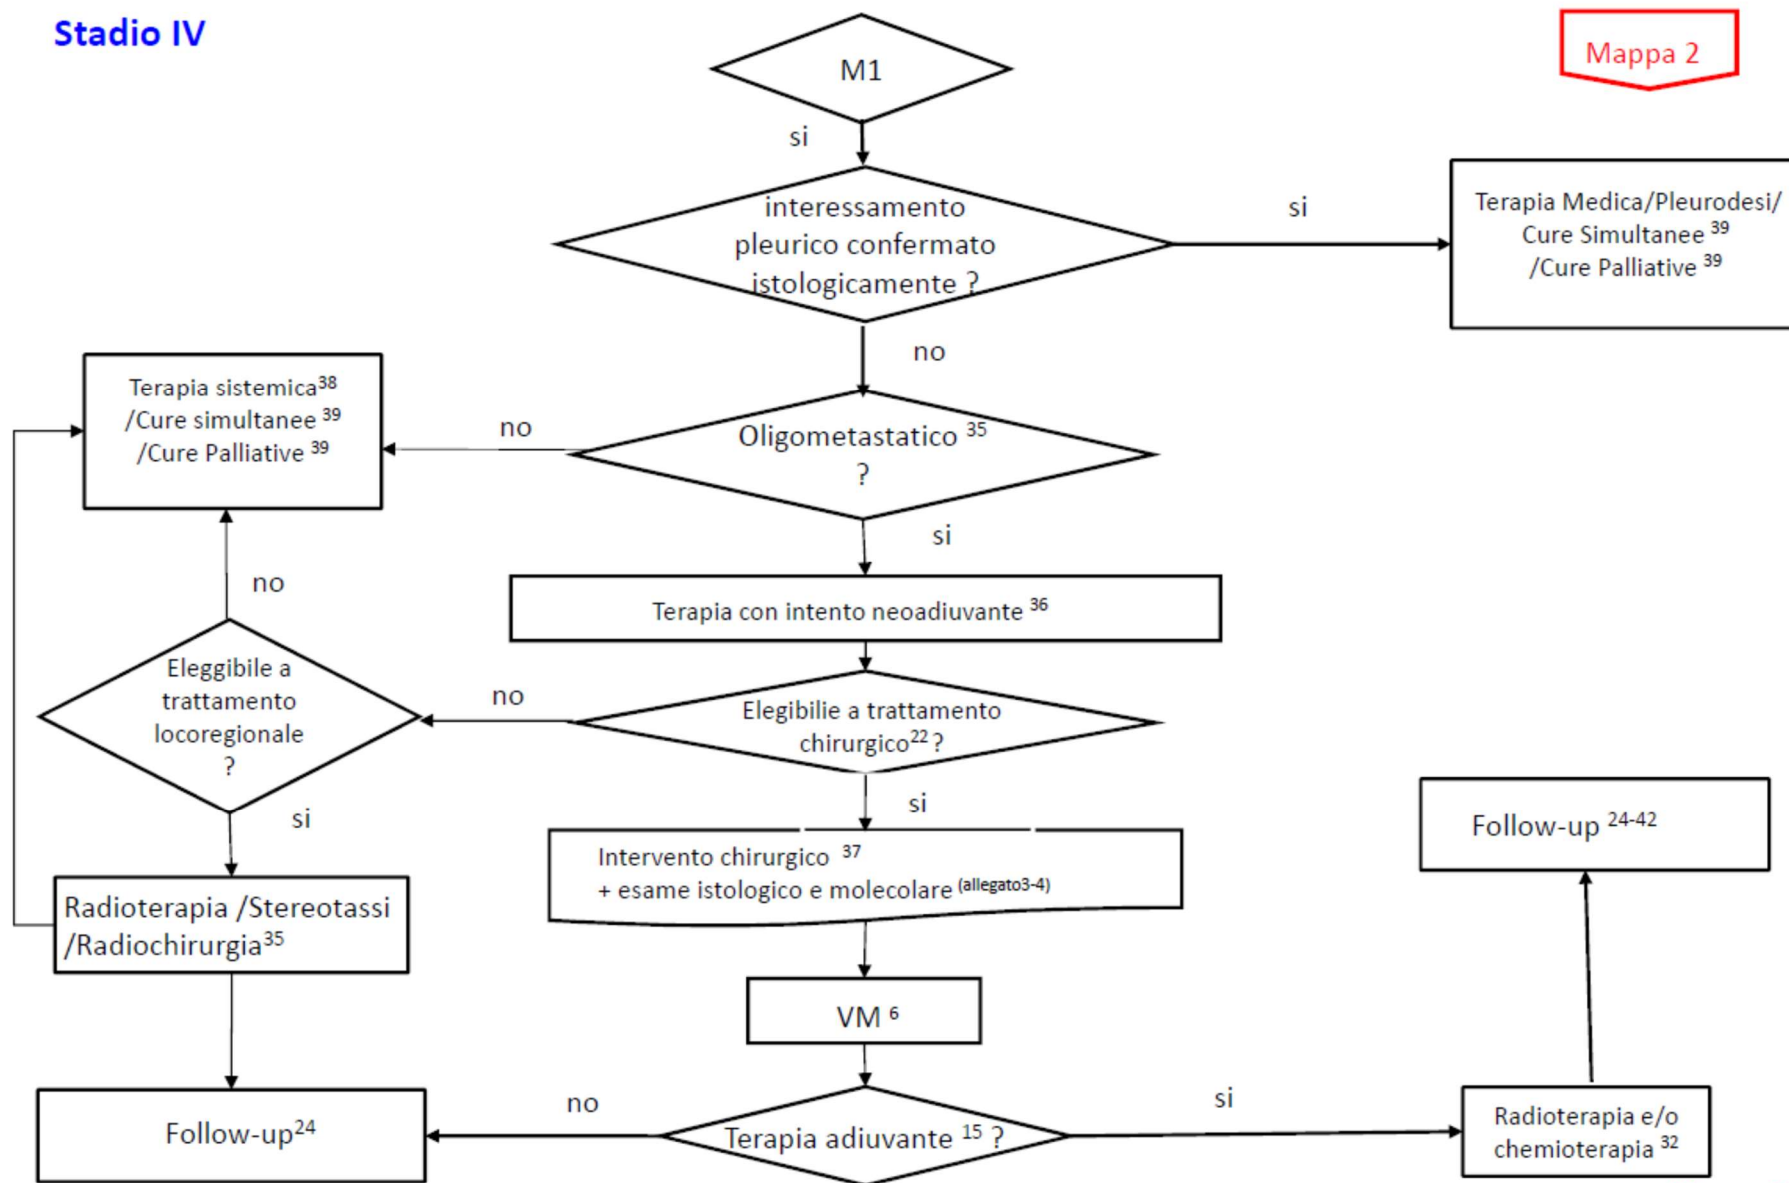 Stadio IV
Mappa 2
M1
si
interessamento
pleurico confermato
istologicamente ?
si
Terapia Medica/Pleurodesi/
Cure Simultanee 39
/Cure Palliative 39
no
Oligometastatico 35
?
no
Terapia sistemica38
/Cure simultanee 39
/Cure Palliative 39
si
Terapia con intento neoadiuvante 36
Elegibilie a trattamento
chirurgico22 ?
no
Eleggibile a
trattamento
locoregionale
?
no
si
Radioterapia /Stereotassi
/Radiochirurgia35
si
Intervento chirurgico 37
+ esame istologico e molecolare (allegato3-4)
VM 6
Terapia adiuvante 15 ?
no
Follow-up24
si
Radioterapia e/o
chemioterapia 32
Follow-up 24-42